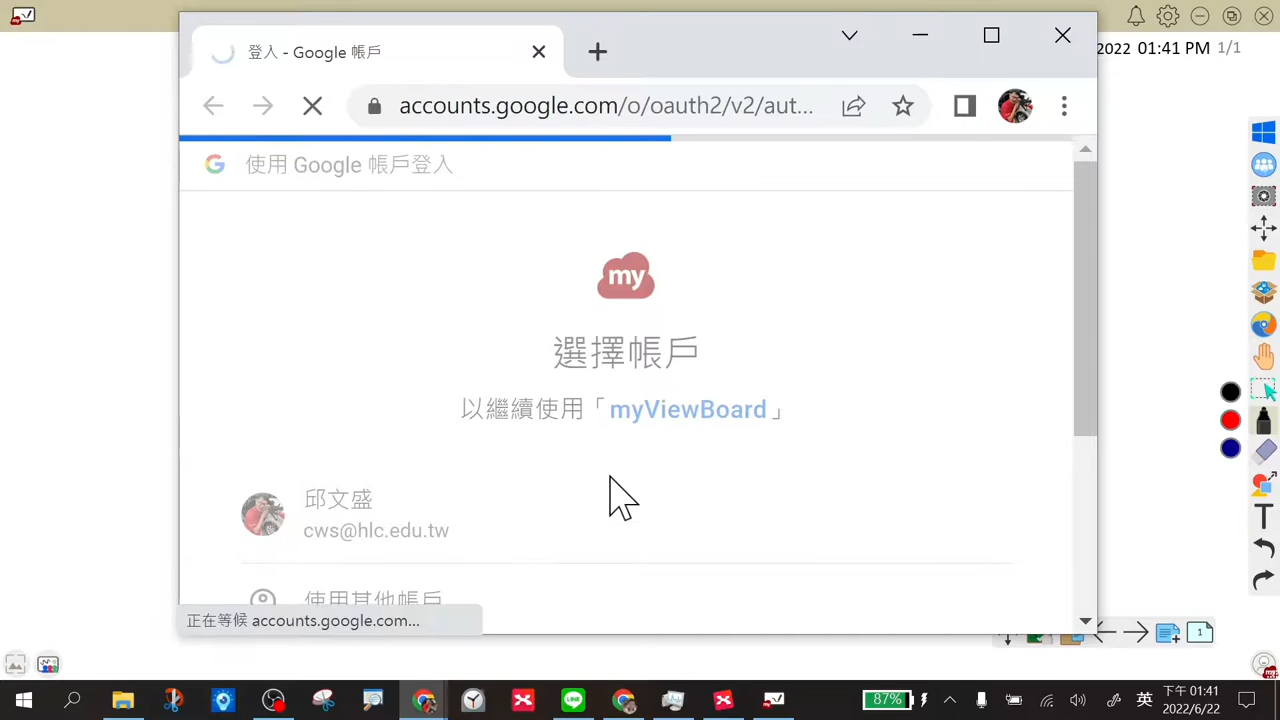 登入 - Google 帳戶
2022 01:41 PM 1/1
accounts.google.com/o/oauth2/v2/aut...
使用 Google 帳戶登入
my
選擇帳戶
以繼續使用「myViewBoard」
邱文盛
cws@hlc.edu.tw
使用其他帳戶
正在等候 accounts.google.com...
1
87%
英
下午 01:41
2022/6/22